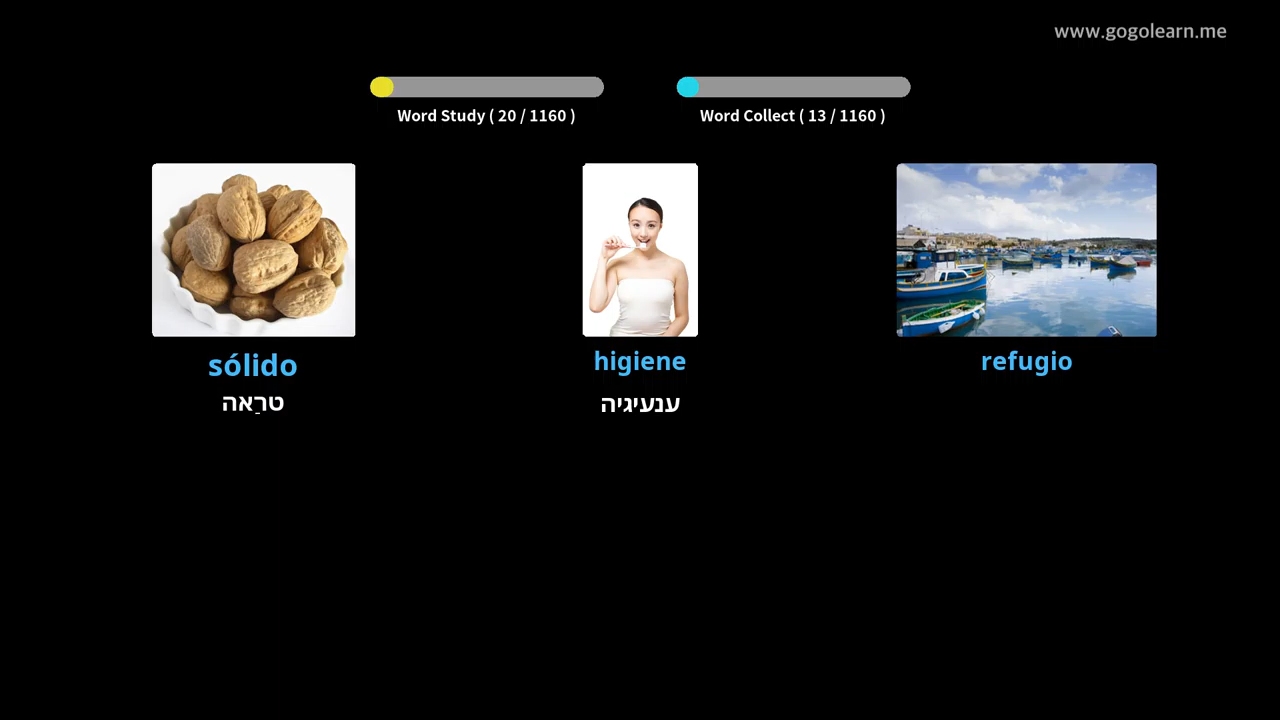 www.gogolearn.me
Word Study ( 20 / 1160 )
Word Collect ( 13 / 1160 )
sólido
higiene
refugio
טרַאה
ענעיגיה